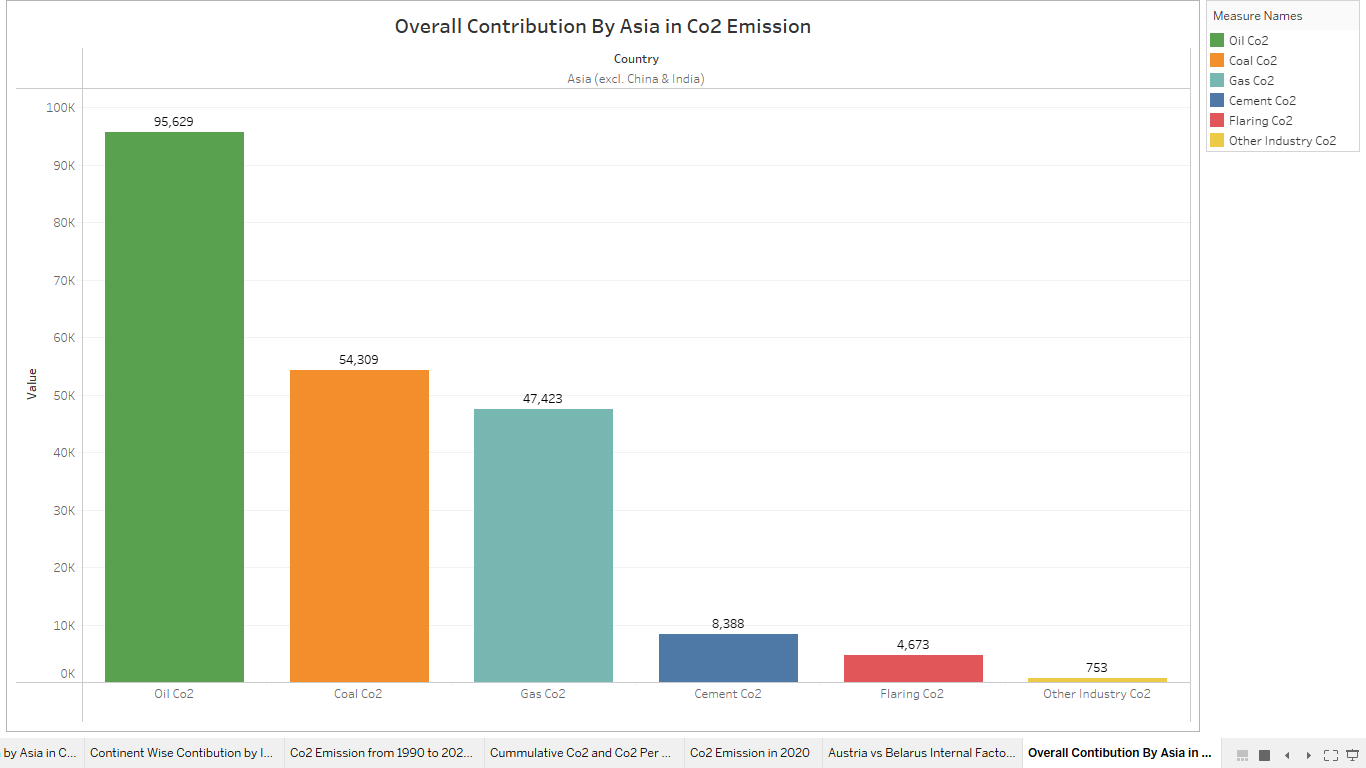 Overall Contribution By Asia in Co2 Emission
Country
Asia (excl. China & India)
100K
90K
80K
70K
60K
50K
40K
30K
20K
10K
0K
Value
95,629
54,309
47,423
8,388
4,673
753
Oil Co2
Coal Co2
Gas Co2
Cement Co2
Flaring Co2
Other Industry Co2
Measure Names
Oil Co2
Coal Co2
Gas Co2
Cement Co2
Flaring Co2
Other Industry Co2
by Asia in C...
Continent Wise Contibution by I...
Co2 Emission from 1990 to 202...
Cummulative Co2 and Co2 Per ...
Co2 Emission in 2020
Austria vs Belarus Internal Facto...
Overall Contibution By Asia in ...